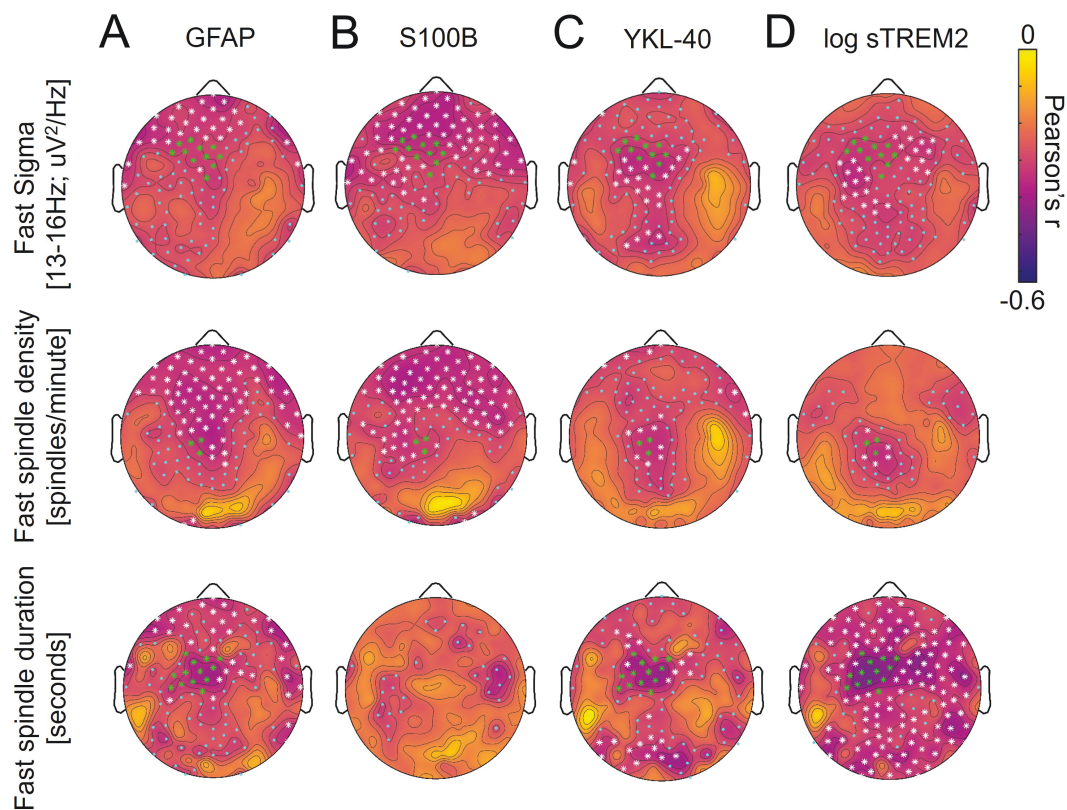 A GFAP B S100B C YKL-40 D log sTREM2
0
Pearson's r
-0.6
Fast Sigma
[13-16Hz; uV²/Hz]
Fast spindle density
[spindles/minute]
Fast spindle duration
[seconds]